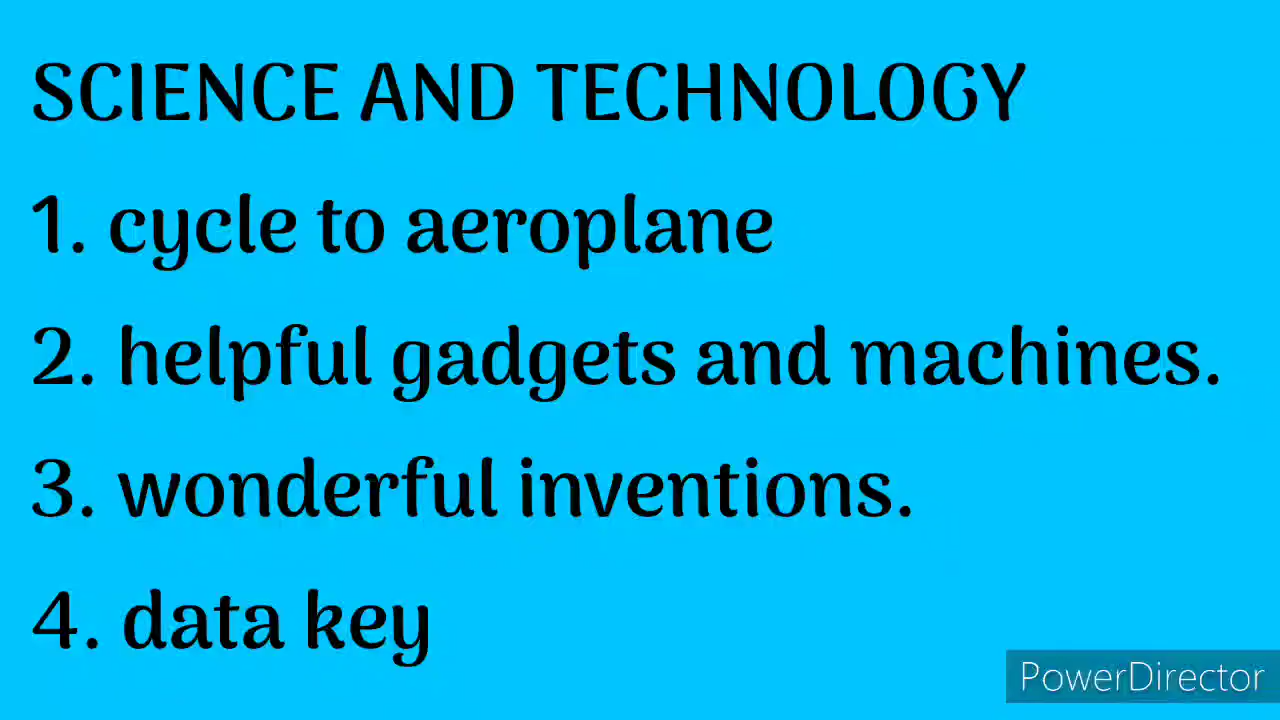 SCIENCE AND TECHNOLOGY
1. cycle to aeroplane
2. helpful gadgets and machines.
3. wonderful inventions.
4. data key
PowerDirector